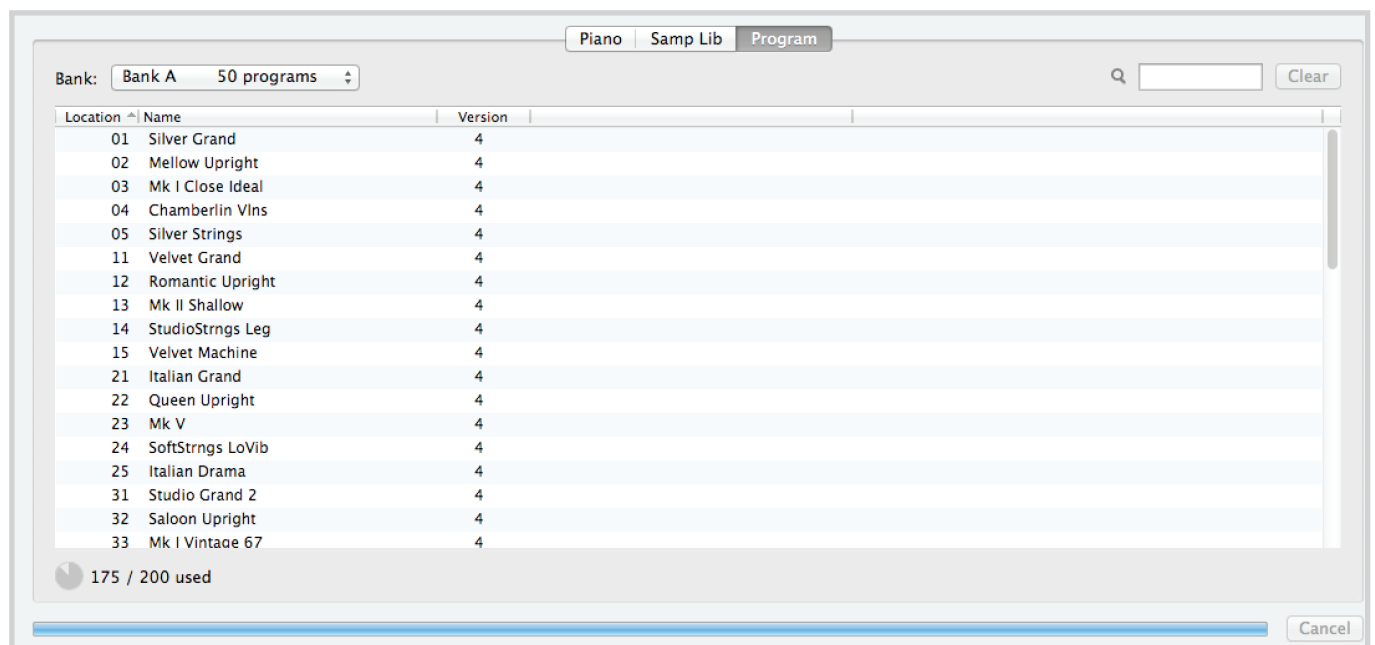 Piano Samp Lib Program
Bank: Bank A 50 programs Clear
Location Name Version
01 Silver Grand 4
02 Mellow Upright 4
03 Mk I Close Ideal 4
04 Chamberlin Vlns 4
05 Silver Strings 4
11 Velvet Grand 4
12 Romantic Upright 4
13 Mk II Shallow 4
14 StudioStrngs Leg 4
15 Velvet Machine 4
21 Italian Grand 4
22 Queen Upright 4
23 Mk V 4
24 SoftStrngs LoVib 4
25 Italian Drama 4
31 Studio Grand 2 4
32 Saloon Upright 4
33 Mk I Vintage 67 4
175 / 200 used
Cancel